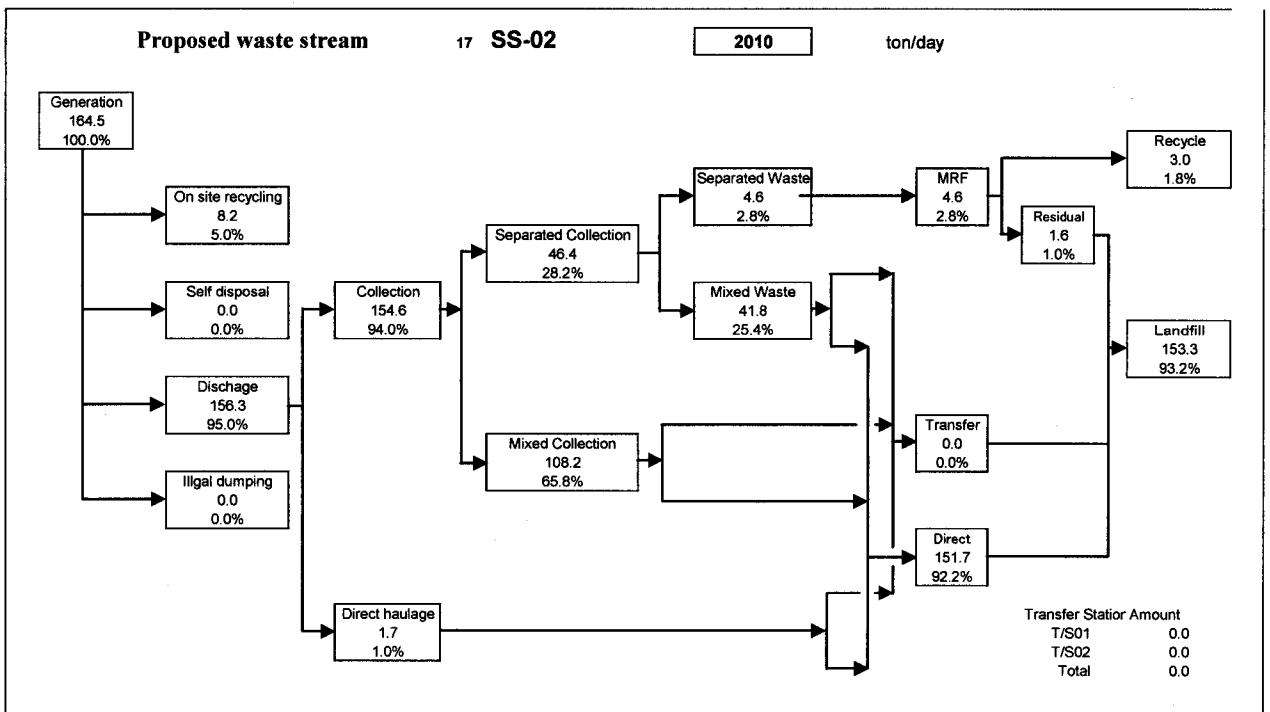 Proposed waste stream 17 SS-02 2010 ton/day
Generation
164.5
100.0%
On site recycling
8.2
5.0%
Self disposal
0.0
0.0%
Dischage
156.3
95.0%
Illgal dumping
0.0
0.0%
Collection
154.6
94.0%
Direct haulage
1.7
1.0%
Separated Collection
46.4
28.2%
Mixed Collection
108.2
65.8%
Separated Waste
4.6
2.8%
Mixed Waste
41.8
25.4%
MRF
4.6
2.8%
Transfer
0.0
0.0%
Direct
151.7
92.2%
Recycle
3.0
1.8%
Residual
1.6
1.0%
Landfill
153.3
93.2%
Transfer Statior Amount
T/S01 0.0
T/S02 0.0
Total 0.0